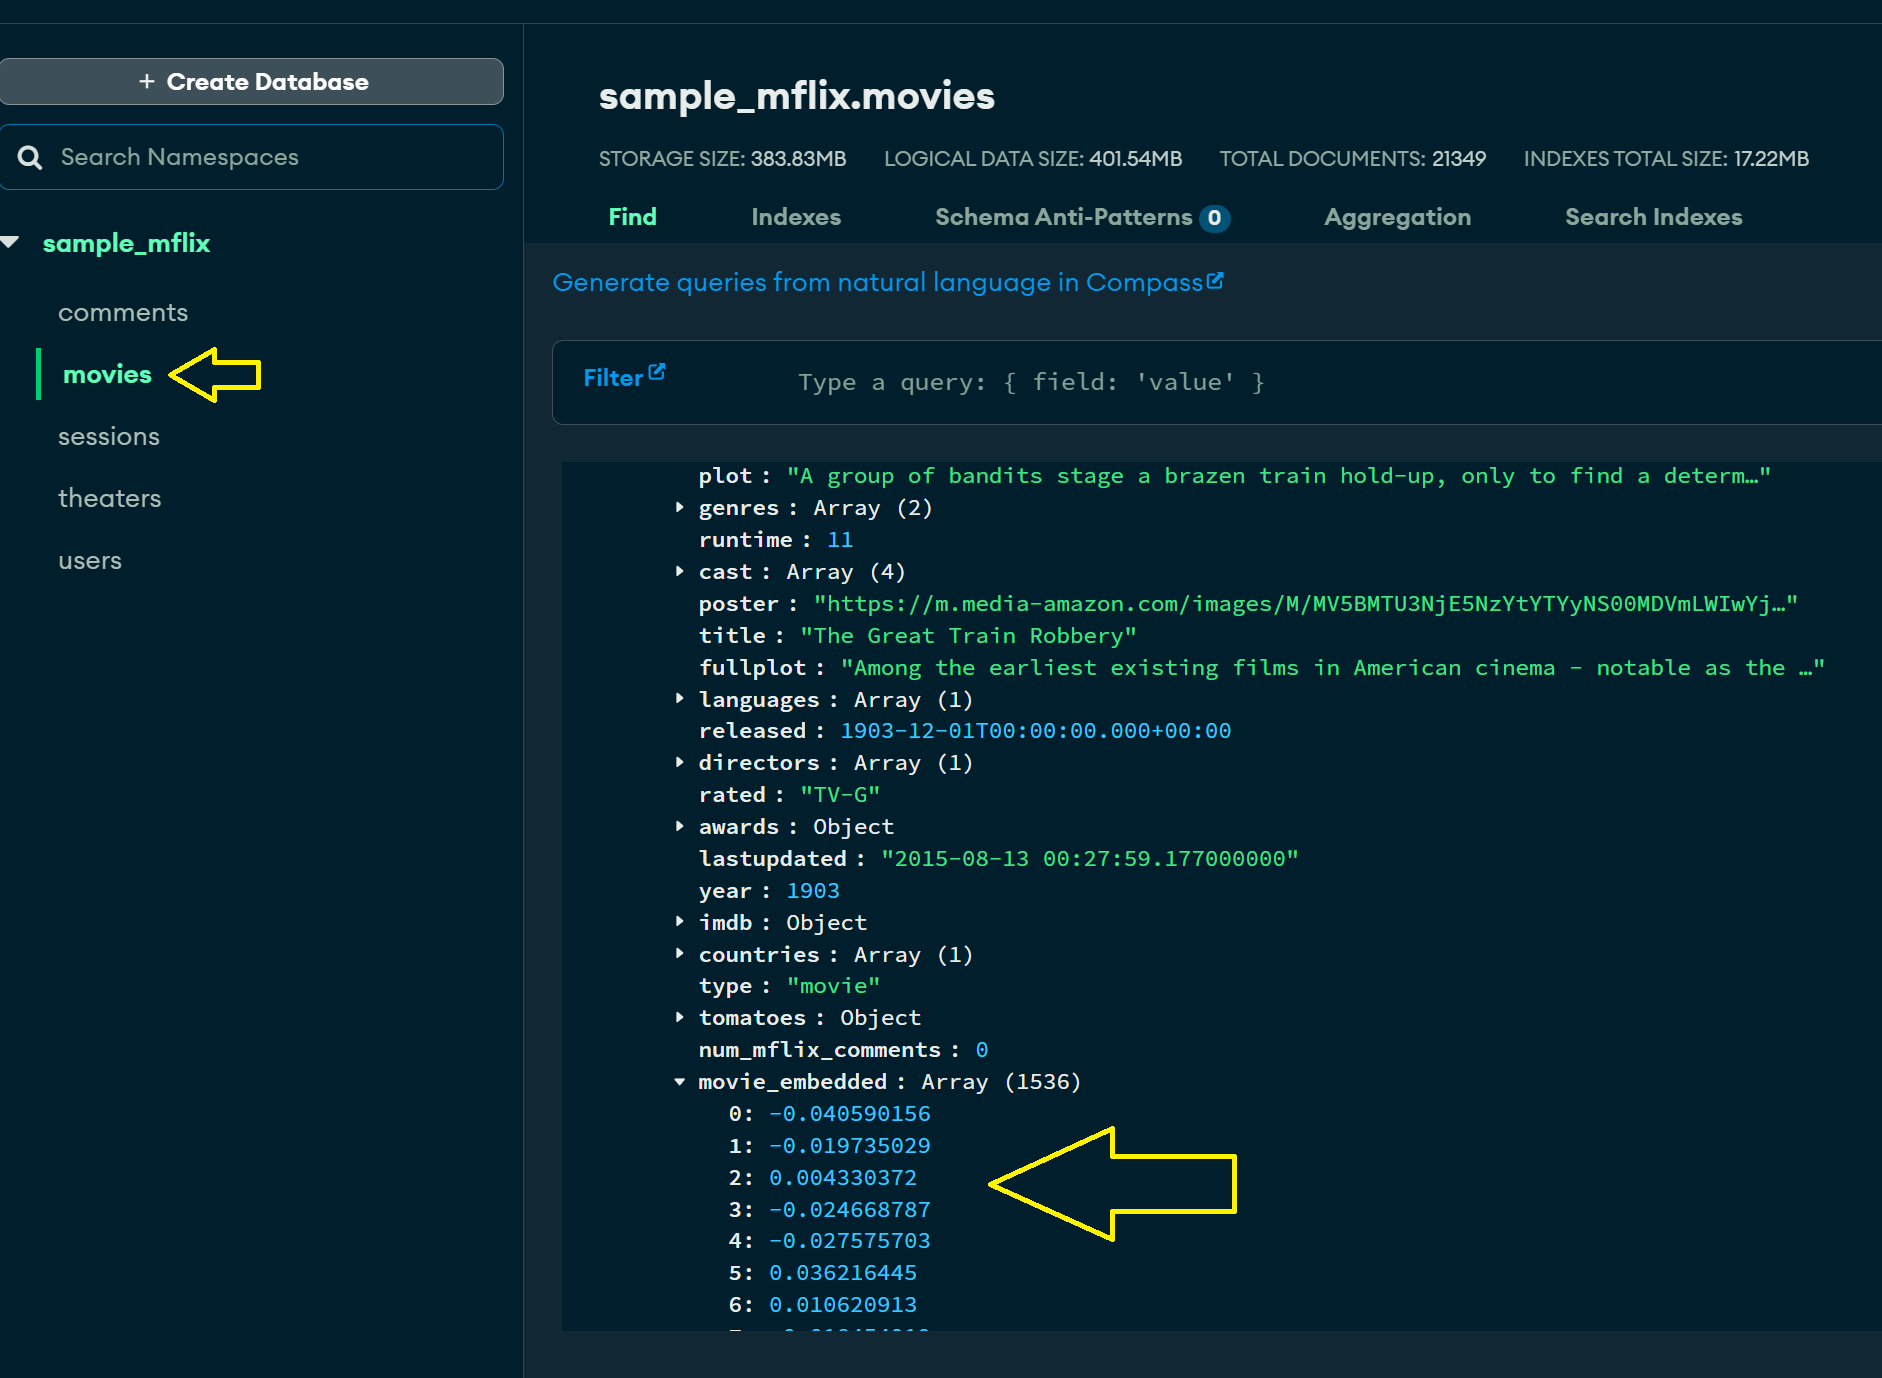 + Create Database
Search Namespaces
sample_mflix
comments
movies
sessions
theaters
users
sample_mflix.movies
STORAGE SIZE: 383.83MB LOGICAL DATA SIZE: 401.54MB TOTAL DOCUMENTS: 21349 INDEXES TOTAL SIZE: 17.22MB
Find Indexes Schema Anti-Patterns 0 Aggregation Search Indexes
Generate queries from natural language in Compass
Filter Type a query: { field: 'value' }
plot : "A group of bandits stage a brazen train hold-up, only to find a determ…"
genres : Array (2)
runtime : 11
cast : Array (4)
poster : "https://m.media-amazon.com/images/M/MV5BMTU3NjE5NzYtYTYyNS00MDVmLWIwYj…"
title : "The Great Train Robbery"
fullplot : "Among the earliest existing films in American cinema - notable as the …"
languages : Array (1)
released : 1903-12-01T00:00:00.000+00:00
directors : Array (1)
rated : "TV-G"
awards : Object
lastupdated : "2015-08-13 00:27:59.177000000"
year : 1903
imdb : Object
countries : Array (1)
type : "movie"
tomatoes : Object
num_mflix_comments : 0
movie_embedded : Array (1536)
0: -0.040590156
1: -0.019735029
2: 0.004330372
3: -0.024668787
4: -0.027575703
5: 0.036216445
6: 0.010620913